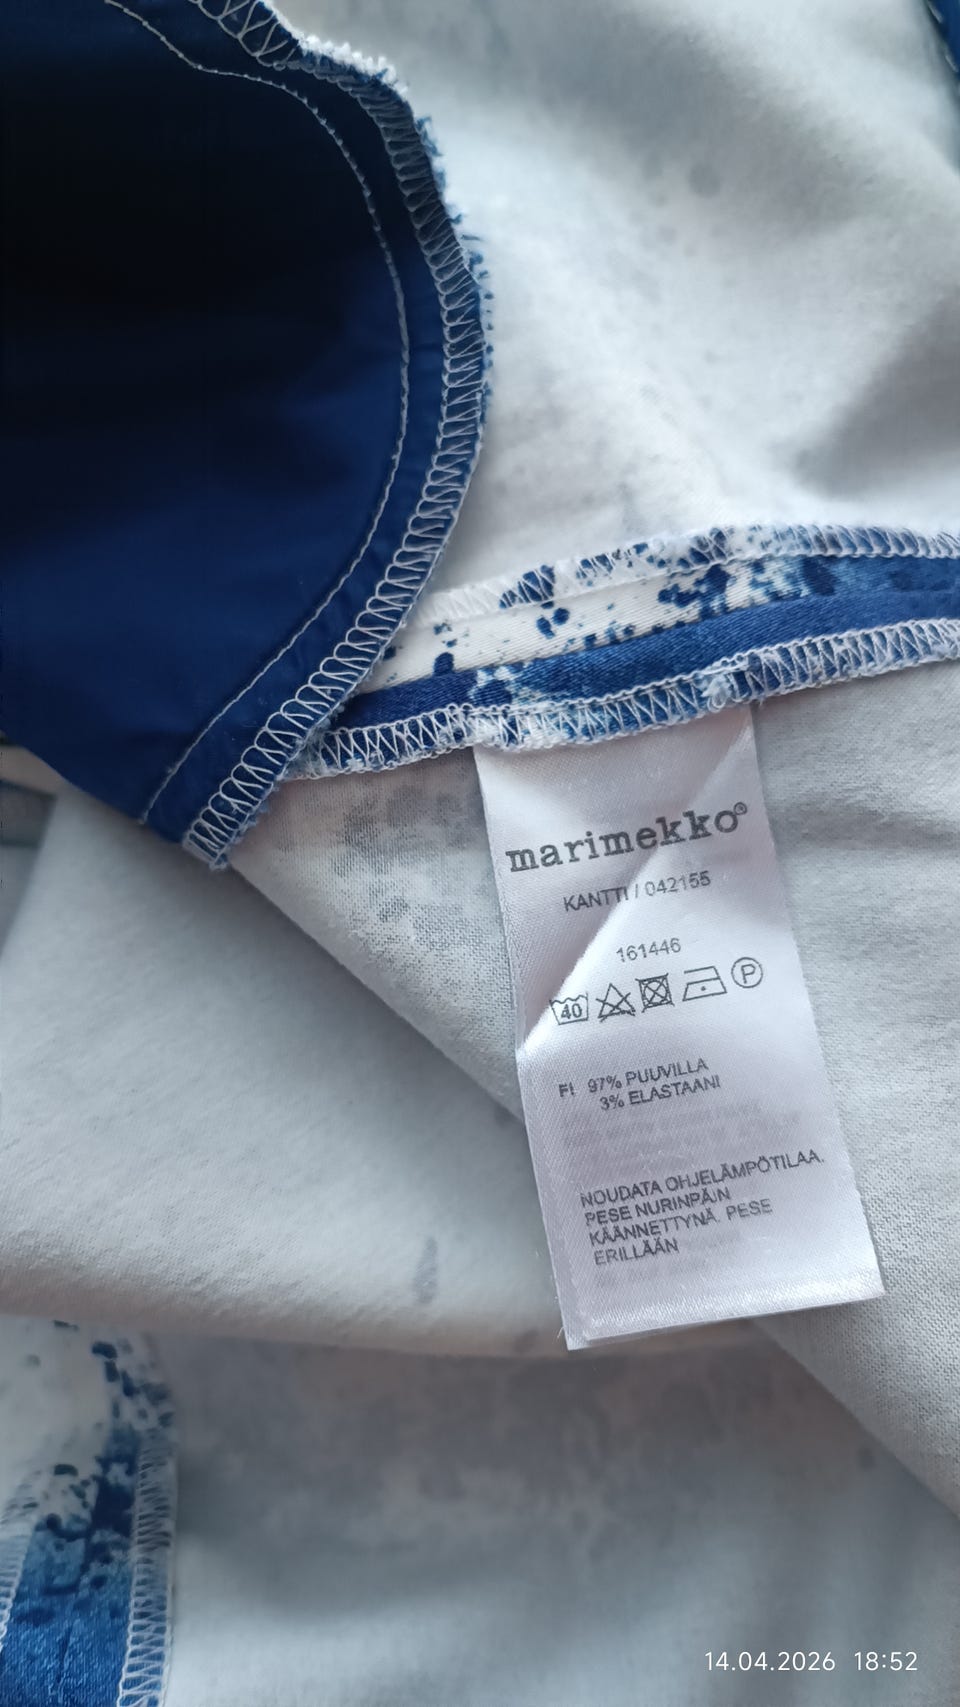 marimekko®
KANTTI / 042155
161446
40 P
FI 97% PUUVILLA
3% ELASTAANI
NOUDATA OHJELÄMPÖTILAA.
PESE NURINPÄIN
KÄÄNNETTYNÄ. PESE
ERILLÄÄN
14.04.2026 18:52